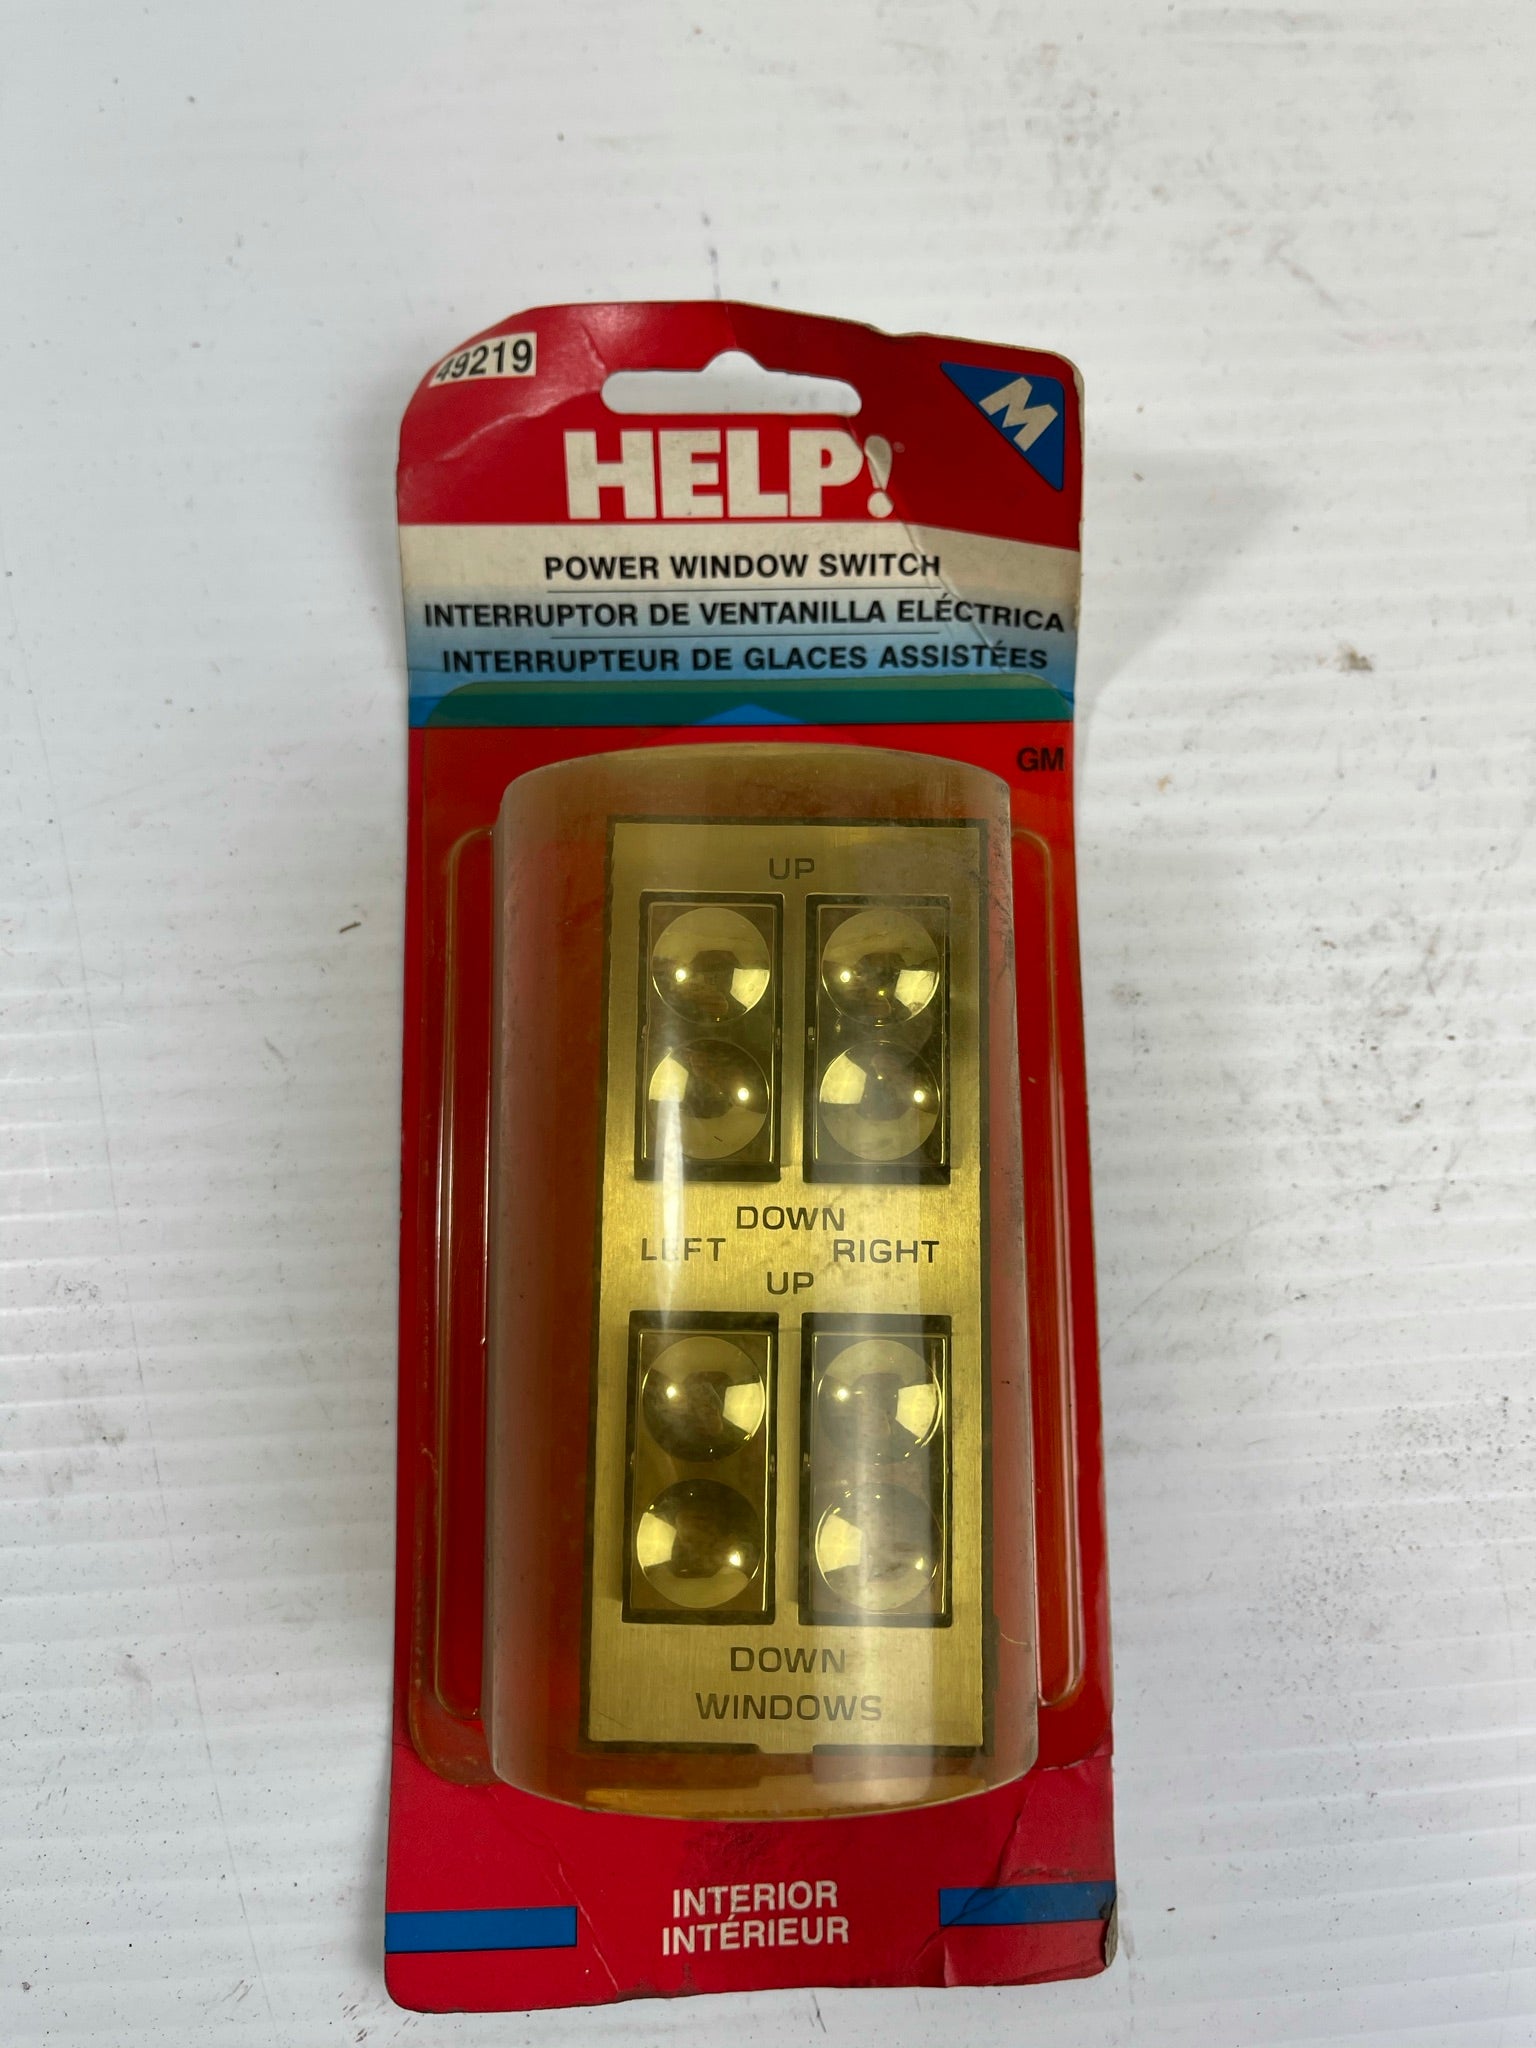 49219
M
HELP!
POWER WINDOW SWITCH
INTERRUPTOR DE VENTANILLA ELÉCTRICA
INTERRUPTEUR DE GLACES ASSISTÉES
GM
UP
DOWN
LEFT RIGHT
UP
DOWN
WINDOWS
INTERIOR
INTÉRIEUR